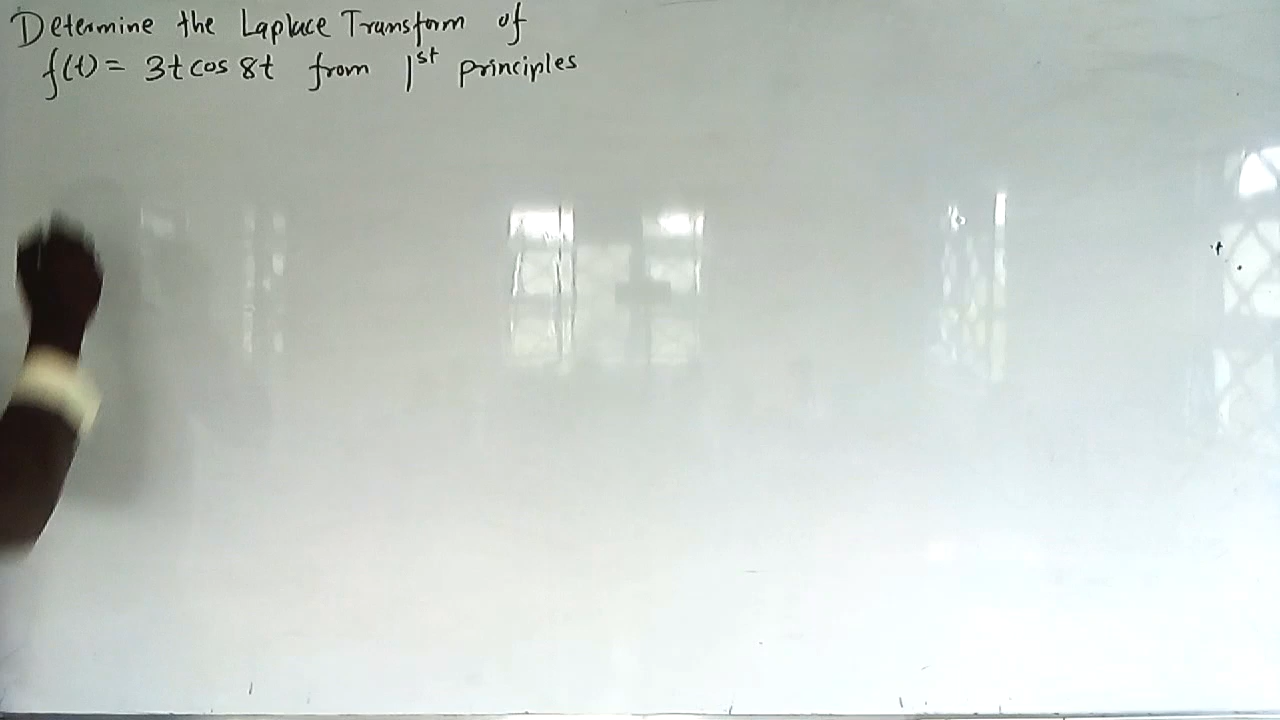 Determine the Laplace Transform of
f(t) = 3t cos 8t from 1st principles